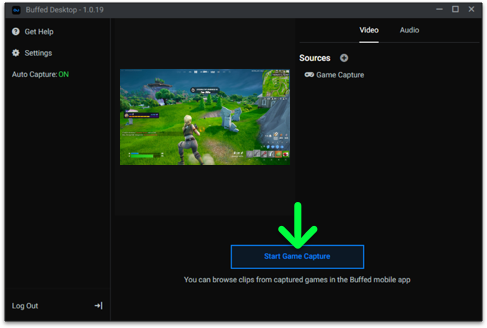 Buffed Desktop - 1.0.19
Get Help
Settings
Auto Capture: ON
Video
Audio
Sources
Game Capture
Start Game Capture
You can browse clips from captured games in the Buffed mobile app
Log Out